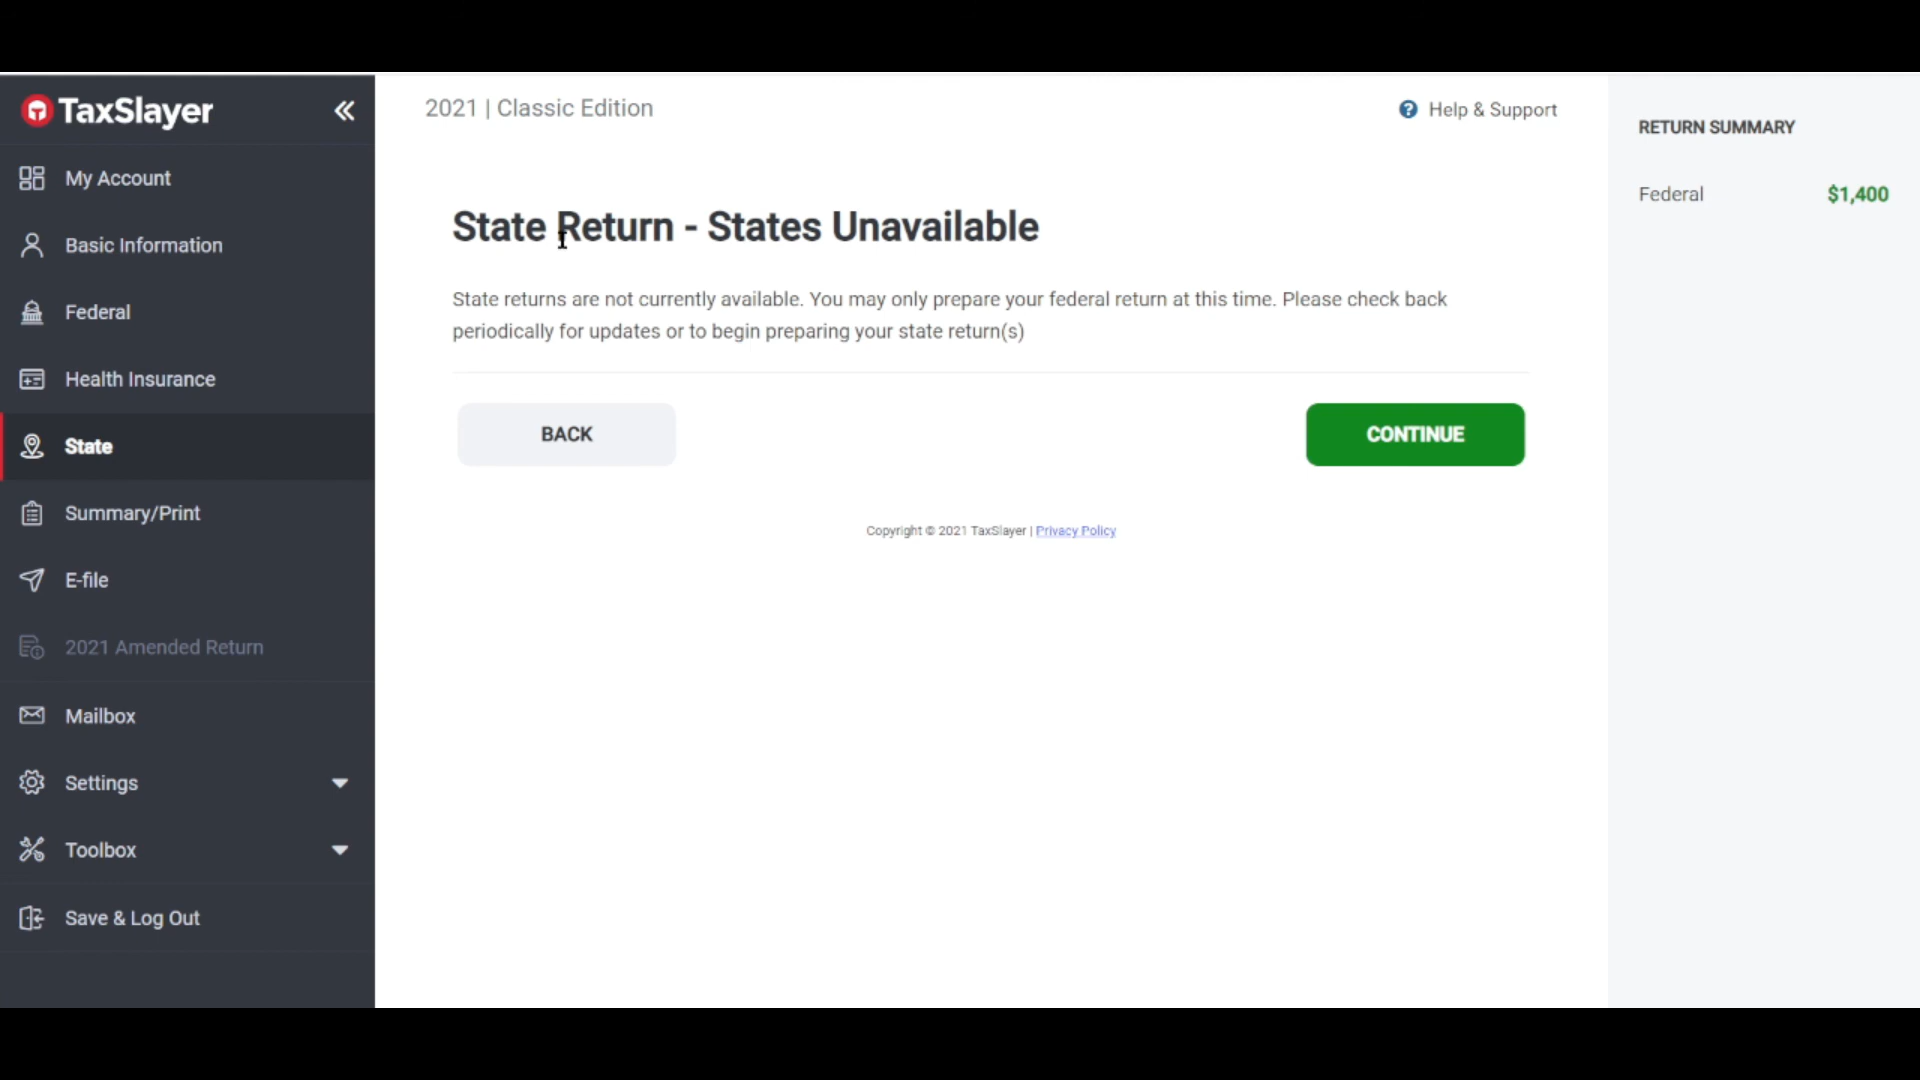 TaxSlayer
My Account
Basic Information
Federal
Health Insurance
State
Summary/Print
E-file
2021 Amended Return
Mailbox
Settings
Toolbox
Save & Log Out
2021 | Classic Edition
Help & Support
State Return - States Unavailable
State returns are not currently available. You may only prepare your federal return at this time. Please check back
periodically for updates or to begin preparing your state return(s)
BACK
CONTINUE
Copyright © 2021 TaxSlayer | Privacy Policy
RETURN SUMMARY
Federal $1,400